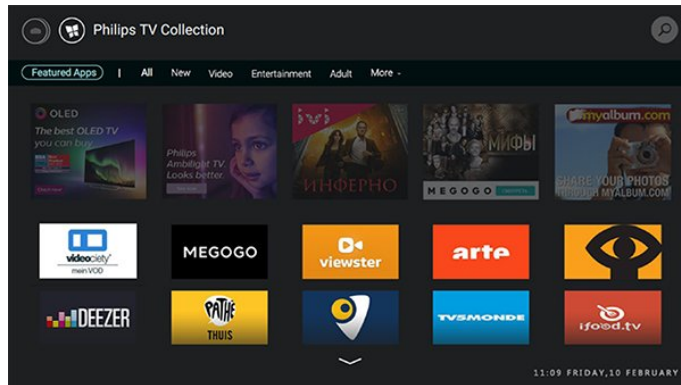 Philips TV Collection
Featured Apps | All New Video Entertainment Adult More
OLED
The best OLED TV
you can buy
Philips
Ambilight TV.
Looks better.
ivi
ИНФЕРНО
МИФЫ
MEGOGO
myalbum.com
SHARE YOUR PHOTOS
THROUGH MYALBUM.COM
videociety
mein VOD
MEGOGO
viewster
arte
DEEZER
PATHÉ
THUIS
TV5MONDE
ifood.tv
11:09 FRIDAY,10 FEBRUARY